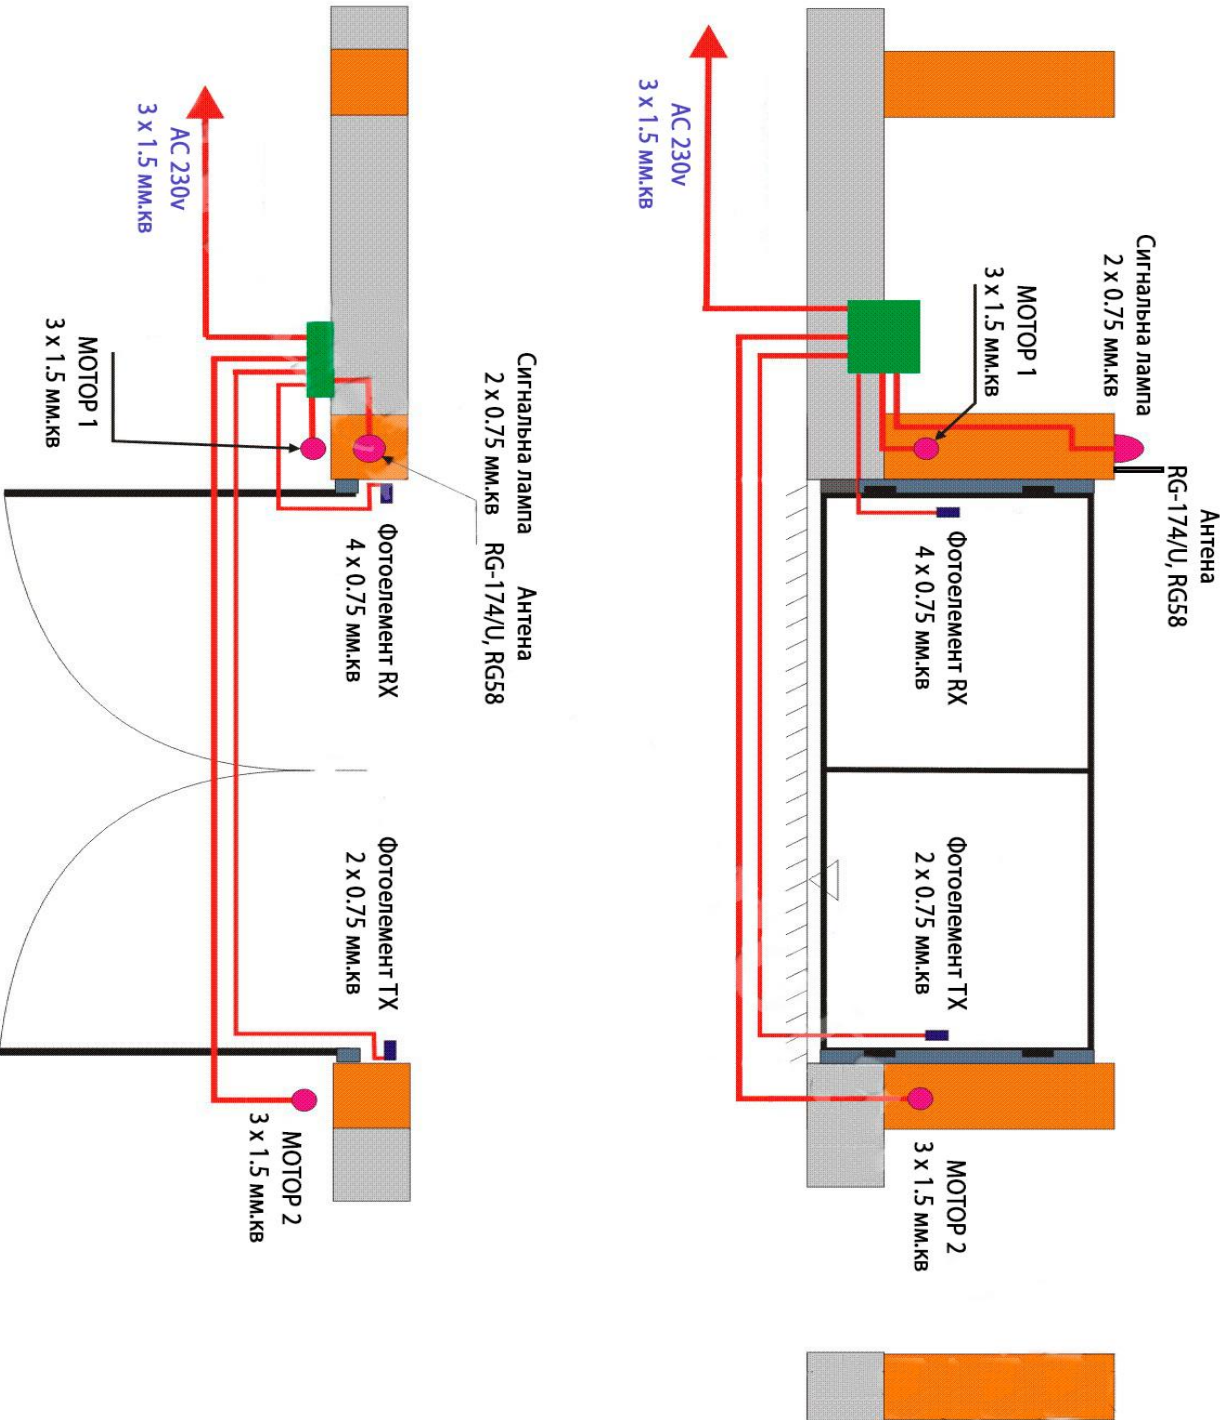 Антена
RG-174/U, RG58
Сигнальна лампа
2 x 0.75 мм.кв
МОТОР 1
3 x 1.5 мм.кв
Фотоелемент RX
4 x 0.75 мм.кв
Фотоелемент TX
2 x 0.75 мм.кв
МОТОР 2
3 x 1.5 мм.кв
AC 230v
3 x 1.5 мм.кв
Сигнальна лампа Антена
2 x 0.75 мм.кв RG-174/U, RG58
Фотоелемент RX
4 x 0.75 мм.кв
Фотоелемент TX
2 x 0.75 мм.кв
AC 230v
3 x 1.5 мм.кв
МОТОР 2
3 x 1.5 мм.кв
МОТОР 1
3 x 1.5 мм.кв